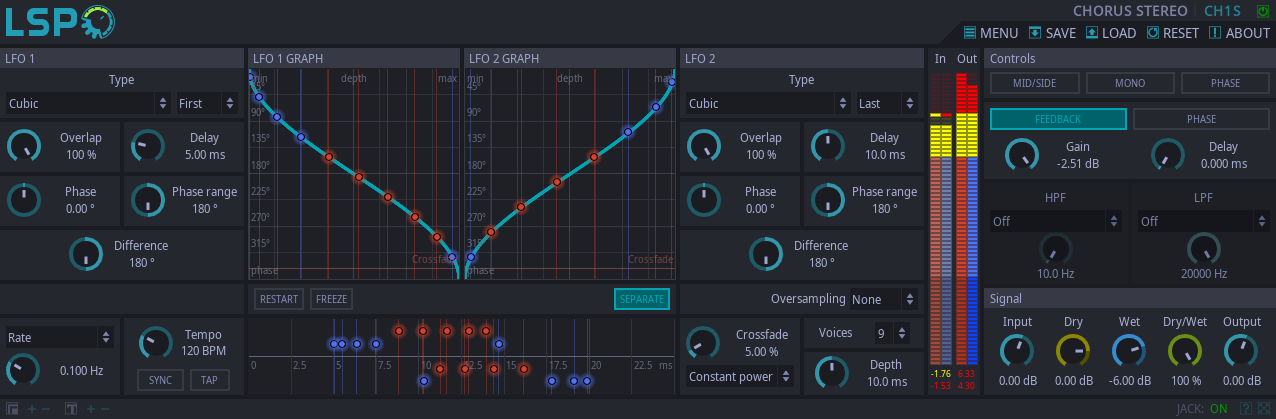 LSP
CHORUS STEREO CH1S
MENU SAVE LOAD RESET ABOUT
LFO 1
Type
Cubic First
Overlap
100 %
Delay
5.00 ms
Phase
0.00 °
Phase range
180 °
Difference
180 °
LFO 1 GRAPH
min depth max
45°
90°
135°
180°
225°
270°
315°
Crossfade
phase
LFO 2 GRAPH
min depth max
45°
90°
135°
180°
225°
270°
315°
Crossfade
phase
LFO 2
Type
Cubic Last
Overlap
100 %
Delay
10.0 ms
Phase
0.00 °
Phase range
180 °
Difference
180 °
In Out
-1.76 6.33
-1.53 4.30
Controls
MID/SIDE MONO PHASE
FEEDBACK PHASE
Gain
-2.51 dB
Delay
0.000 ms
HPF
Off
10.0 Hz
LPF
Off
20000 Hz
RESTART FREEZE SEPARATE
Oversampling None
Rate
0.100 Hz
Tempo
120 BPM
SYNC TAP
0 2.5 5 7.5 10 12.5 15 17.5 20 22.5 ms
Crossfade
5.00 %
Constant power
Voices 9
Depth
10.0 ms
Signal
Input Dry Wet Dry/Wet Output
0.00 dB 0.00 dB -6.00 dB 100 % 0.00 dB
JACK: ON